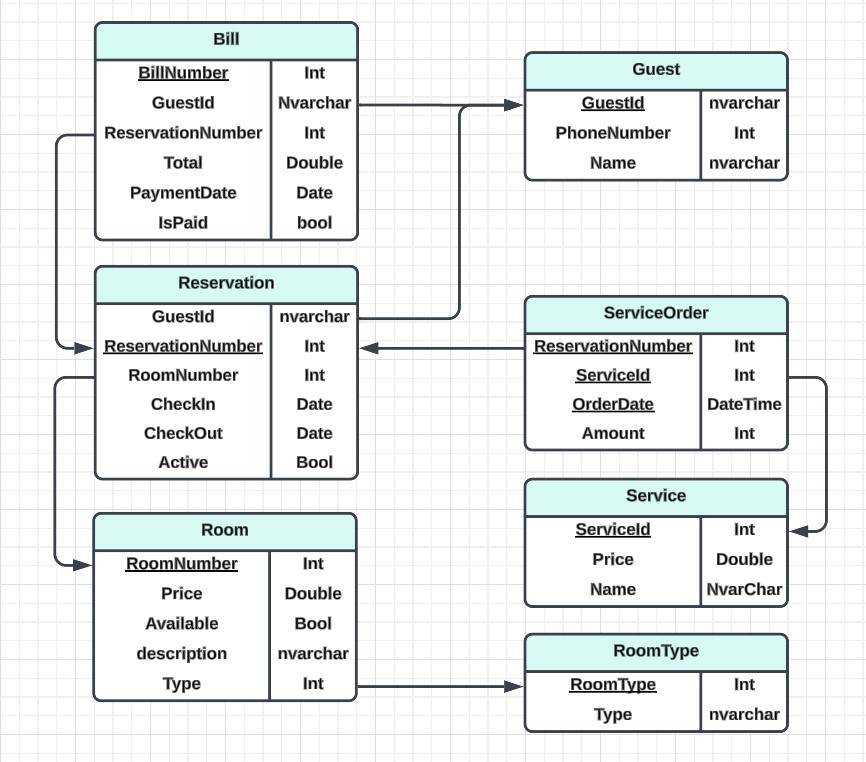 Bill
BillNumber Int
GuestId Nvarchar
ReservationNumber Int
Total Double
PaymentDate Date
IsPaid bool
Guest
GuestId nvarchar
PhoneNumber Int
Name nvarchar
Reservation
GuestId nvarchar
ReservationNumber Int
RoomNumber Int
CheckIn Date
CheckOut Date
Active Bool
ServiceOrder
ReservationNumber Int
ServiceId Int
OrderDate DateTime
Amount Int
Service
ServiceId Int
Price Double
Name NvarChar
Room
RoomNumber Int
Price Double
Available Bool
description nvarchar
Type Int
RoomType
RoomType Int
Type nvarchar